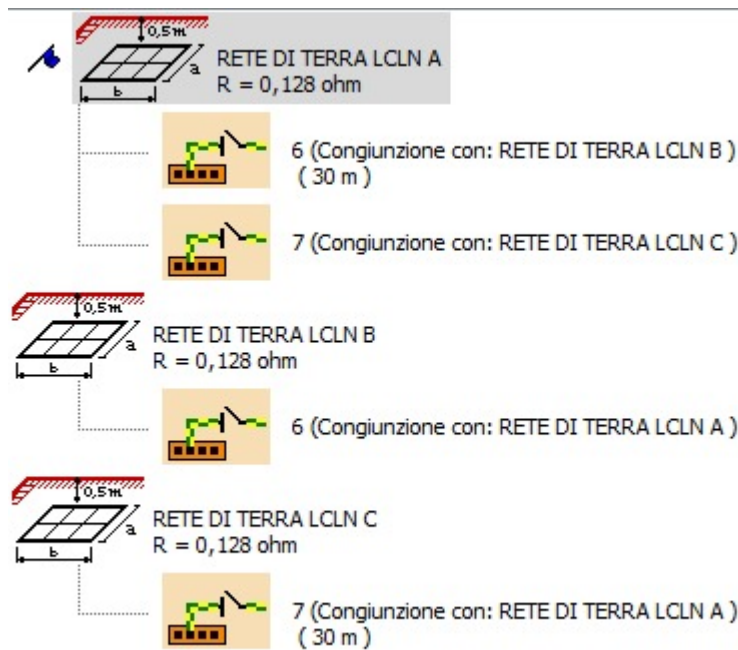 0,5m
a
b
RETE DI TERRA LCLN A
R = 0,128 ohm
6 (Congiunzione con: RETE DI TERRA LCLN B )
( 30 m )
7 (Congiunzione con: RETE DI TERRA LCLN C )
0,5m
a
b
RETE DI TERRA LCLN B
R = 0,128 ohm
6 (Congiunzione con: RETE DI TERRA LCLN A )
0,5m
a
b
RETE DI TERRA LCLN C
R = 0,128 ohm
7 (Congiunzione con: RETE DI TERRA LCLN A )
( 30 m )